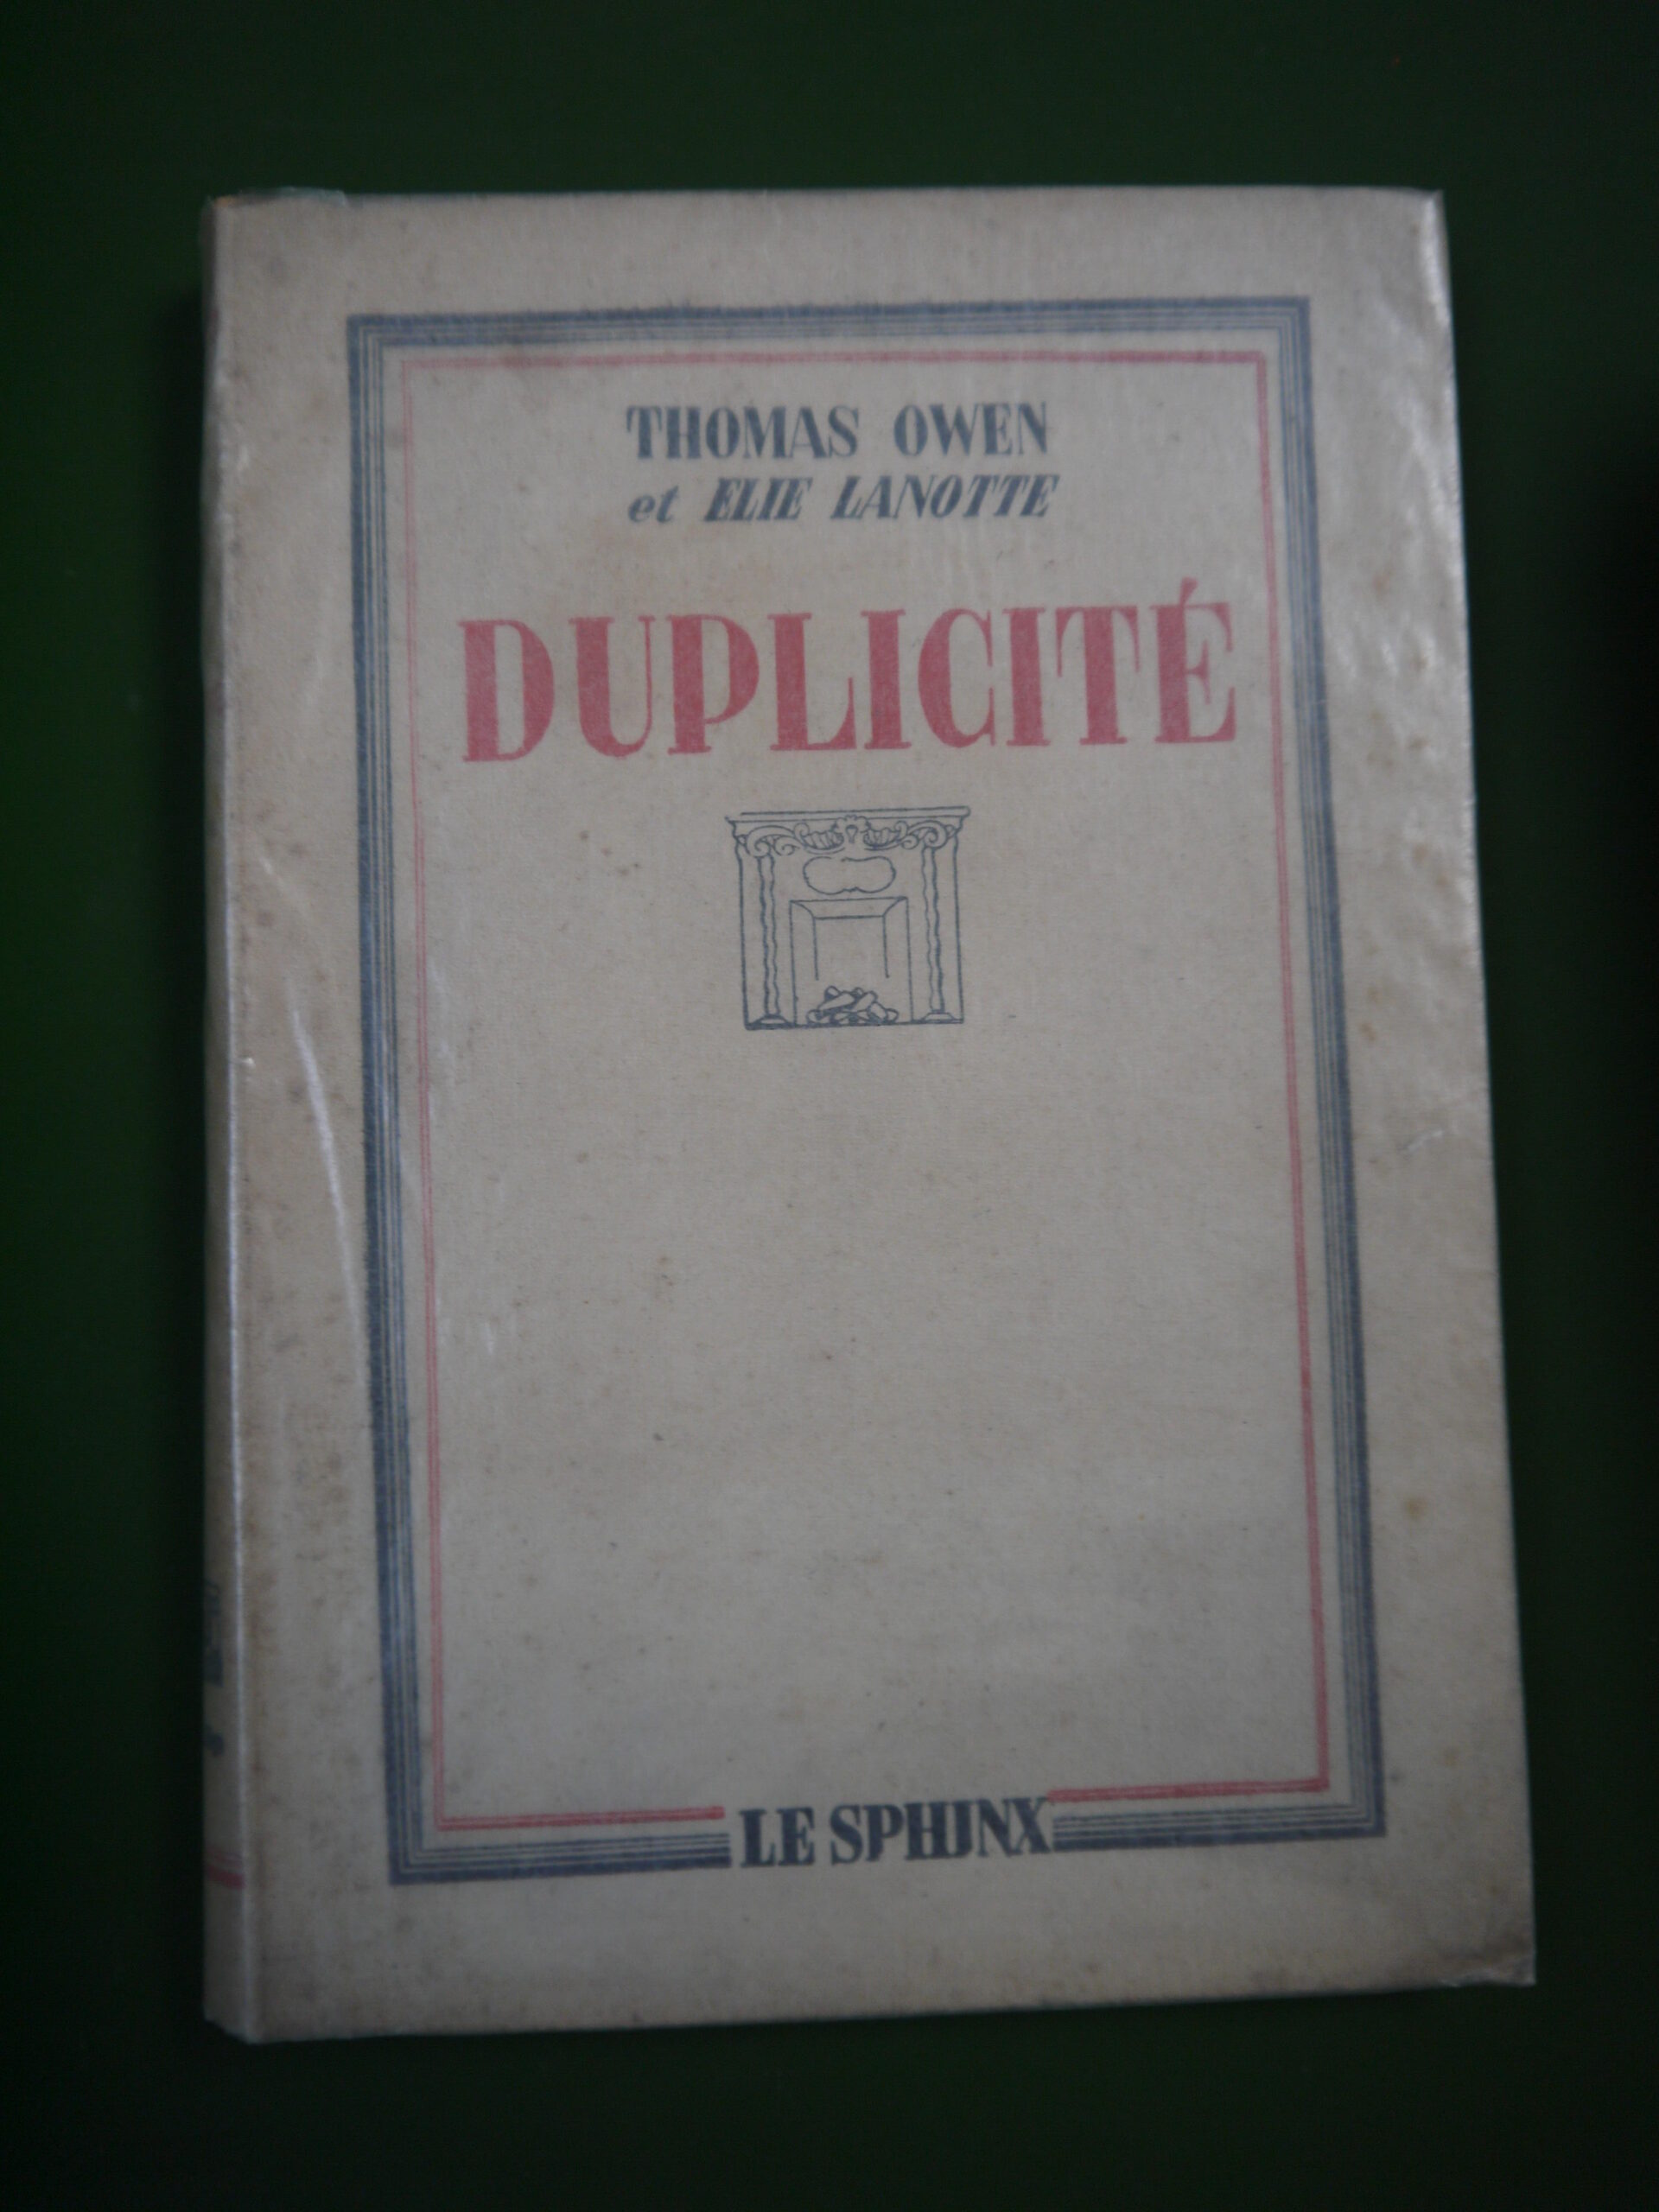 THOMAS OWEN
et ELIE LANOTTE
DUPLICITÉ
LE SPHINX